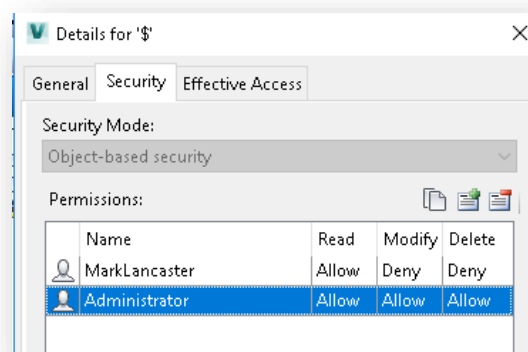 Details for '$'
General Security Effective Access
Security Mode:
Object-based security
Permissions:
Name Read Modify Delete
MarkLancaster Allow Deny Deny
Administrator Allow Allow Allow